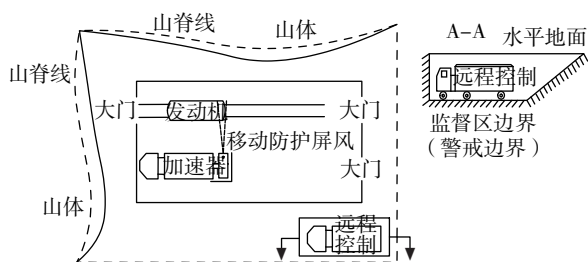 山脊线
山体
山脊线
大门
发动机
大门
移动防护屏风
加速器
大门
山体
远程
控制
A-A
水平地面
远程控制
监督区边界
（警戒边界）